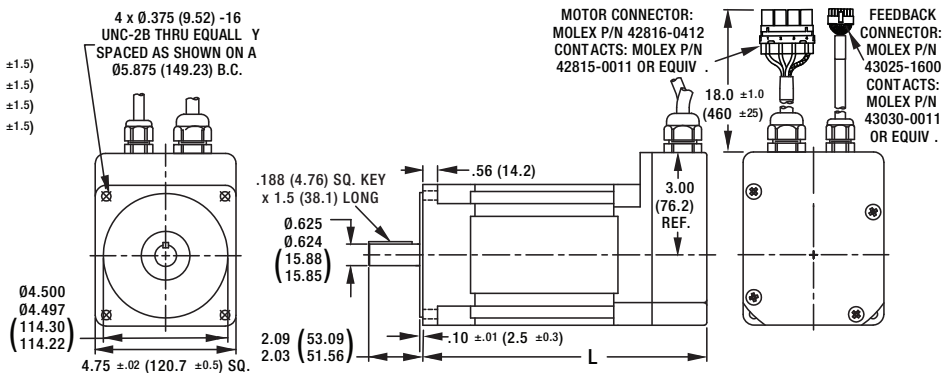 4 x Ø.375 (9.52) -16
UNC-2B THRU EQUALL Y
SPACED AS SHOWN ON A
Ø5.875 (149.23) B.C.
±1.5)
±1.5)
±1.5)
±1.5)
MOTOR CONNECTOR:
MOLEX P/N 42816-0412
CONTACTS: MOLEX P/N
42815-0011 OR EQUIV .
FEEDBACK
CONNECTOR:
MOLEX P/N
43025-1600
CONTACTS:
MOLEX P/N
43030-0011
OR EQUIV .
18.0 ±1.0
(460 ±25)
.188 (4.76) SQ. KEY
x 1.5 (38.1) LONG
.56 (14.2)
3.00
(76.2)
REF.
Ø.625
Ø.624
(15.88
15.85)
Ø4.500
Ø4.497
(114.30
114.22)
4.75 ±.02 (120.7 ±0.5) SQ.
2.09 (53.09)
2.03 (51.56)
.10 ±.01 (2.5 ±0.3)
L